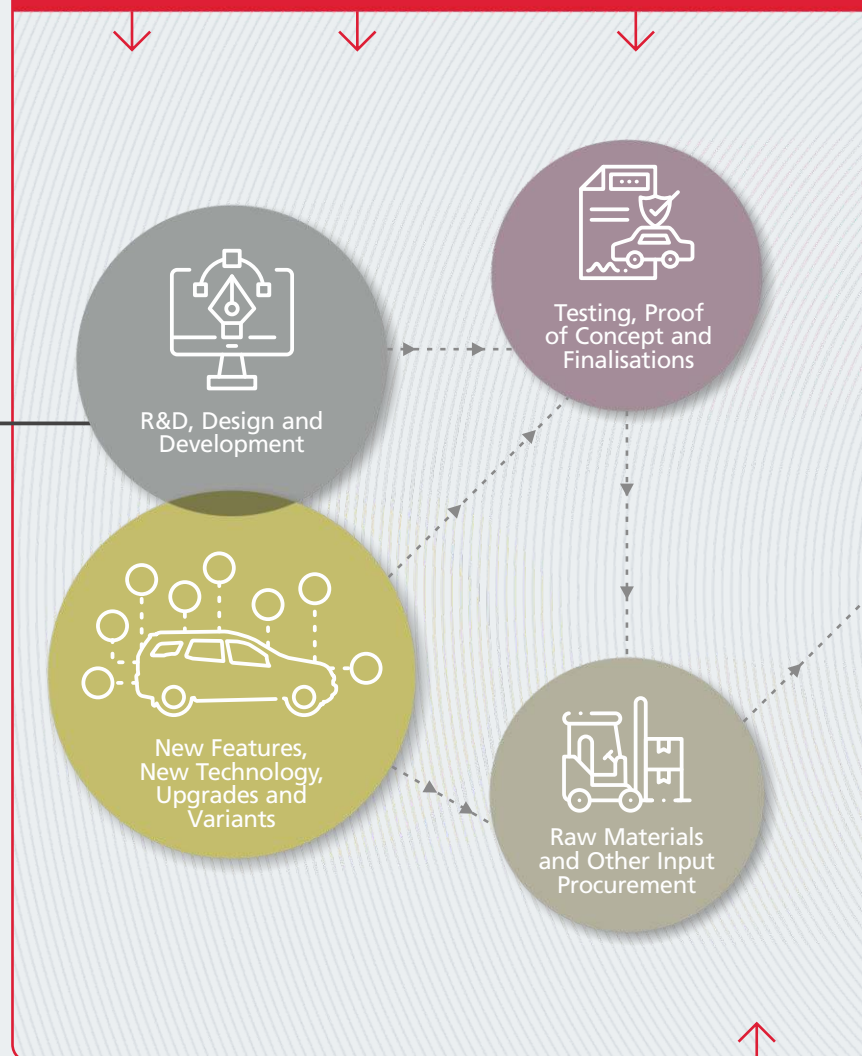 Testing, Proof
of Concept and
Finalisations
R&D, Design and
Development
New Features,
New Technology,
Upgrades and
Variants
Raw Materials
and Other Input
Procurement